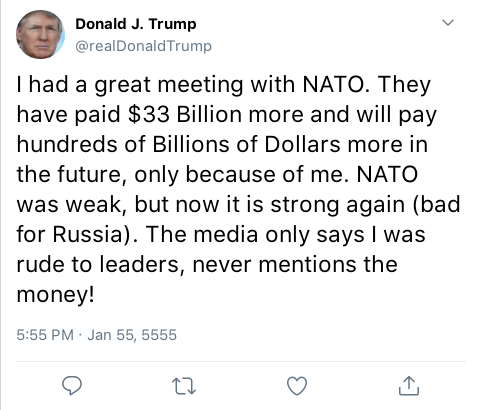 Donald J. Trump
@realDonaldTrump
I had a great meeting with NATO. They
have paid $33 Billion more and will pay
hundreds of Billions of Dollars more in
the future, only because of me. NATO
was weak, but now it is strong again (bad
for Russia). The media only says I was
rude to leaders, never mentions the
money!
5:55 PM · Jan 55, 5555